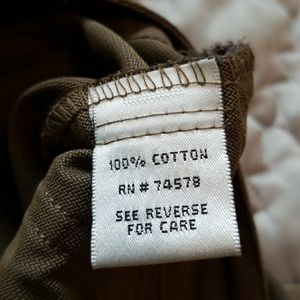 100% COTTON
RN # 74578
SEE REVERSE
FOR CARE